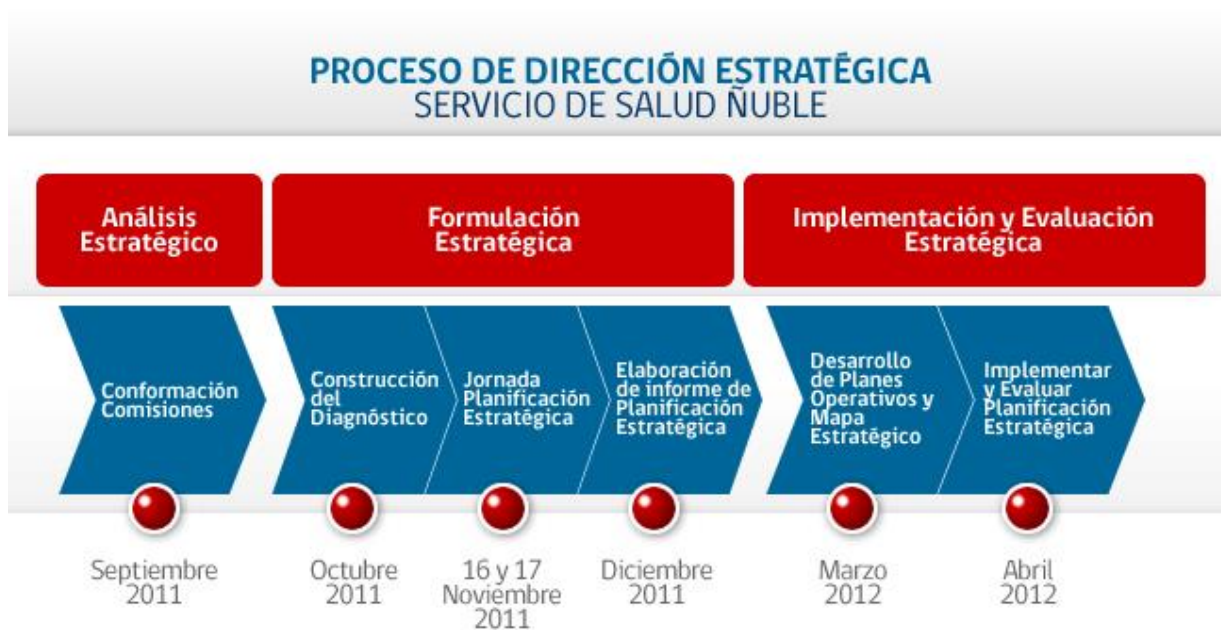 PROCESO DE DIRECCIÓN ESTRATÉGICA
SERVICIO DE SALUD ÑUBLE
Análisis
Estratégico
Formulación
Estratégica
Implementación y Evaluación
Estratégica
Conformación
Comisiones
Construcción
del
Diagnóstico
Jornada
Planificación
Estratégica
Elaboración
de informe de
Planificación
Estratégica
Desarrollo
de Planes
Operativos y
Mapa
Estratégico
Implementar
y Evaluar
Planificación
Estratégica
Septiembre
2011
Octubre
2011
16 y 17
Noviembre
2011
Diciembre
2011
Marzo
2012
Abril
2012